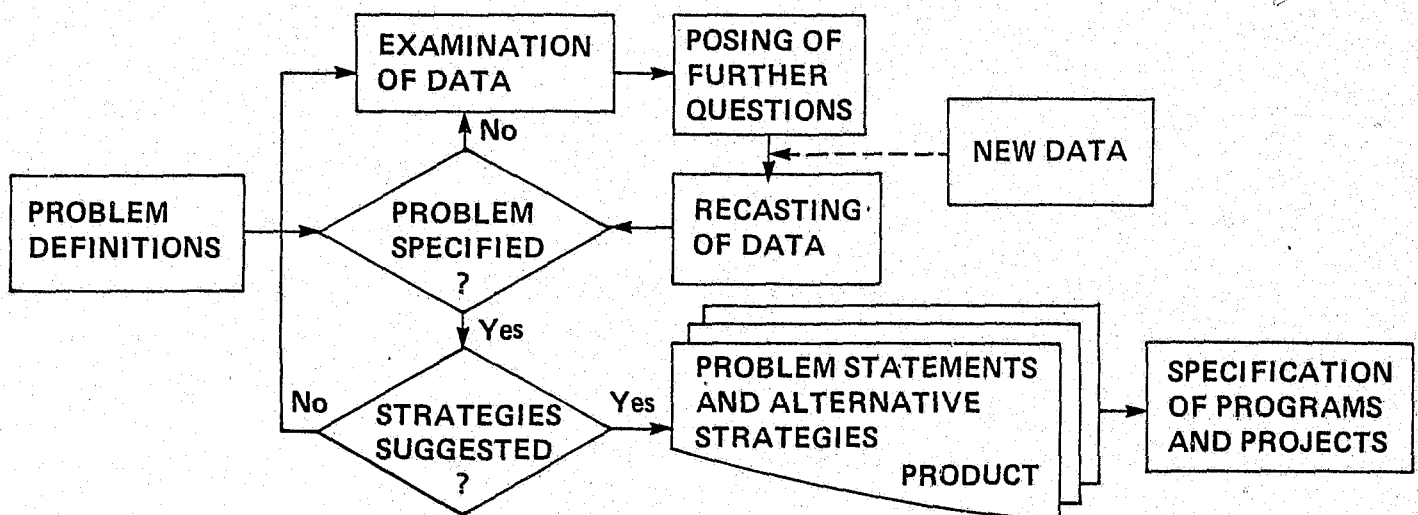 EXAMINATION
OF DATA
POSING OF
FURTHER
QUESTIONS
No
NEW DATA
PROBLEM
DEFINITIONS
PROBLEM
SPECIFIED
?
RECASTING
OF DATA
Yes
No
STRATEGIES
SUGGESTED
?
Yes
PROBLEM STATEMENTS
AND ALTERNATIVE
STRATEGIES
PRODUCT
SPECIFICATION
OF PROGRAMS
AND PROJECTS